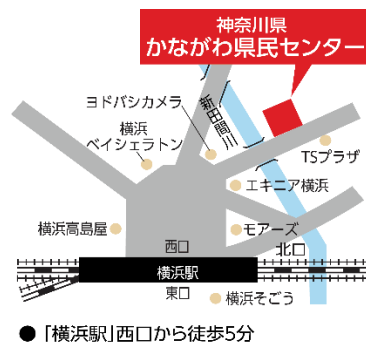 神奈川県
かながわ県民センター
ヨドバシカメラ
新田間川
横浜
ベイシェラトン
TSプラザ
エキニア横浜
横浜高島屋
モアーズ
西口
北口
横浜駅
東口
横浜そごう
● ｢横浜駅｣西口から徒歩5分